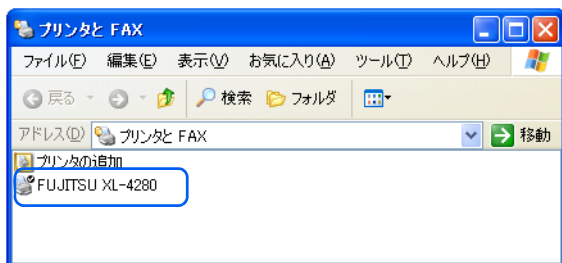 プリンタと FAX
ファイル(F) 編集(E) 表示(V) お気に入り(A) ツール(T) ヘルプ(H)
戻る 検索 フォルダ
アドレス(D) プリンタと FAX 移動
プリンタの追加
FUJITSU XL-4280